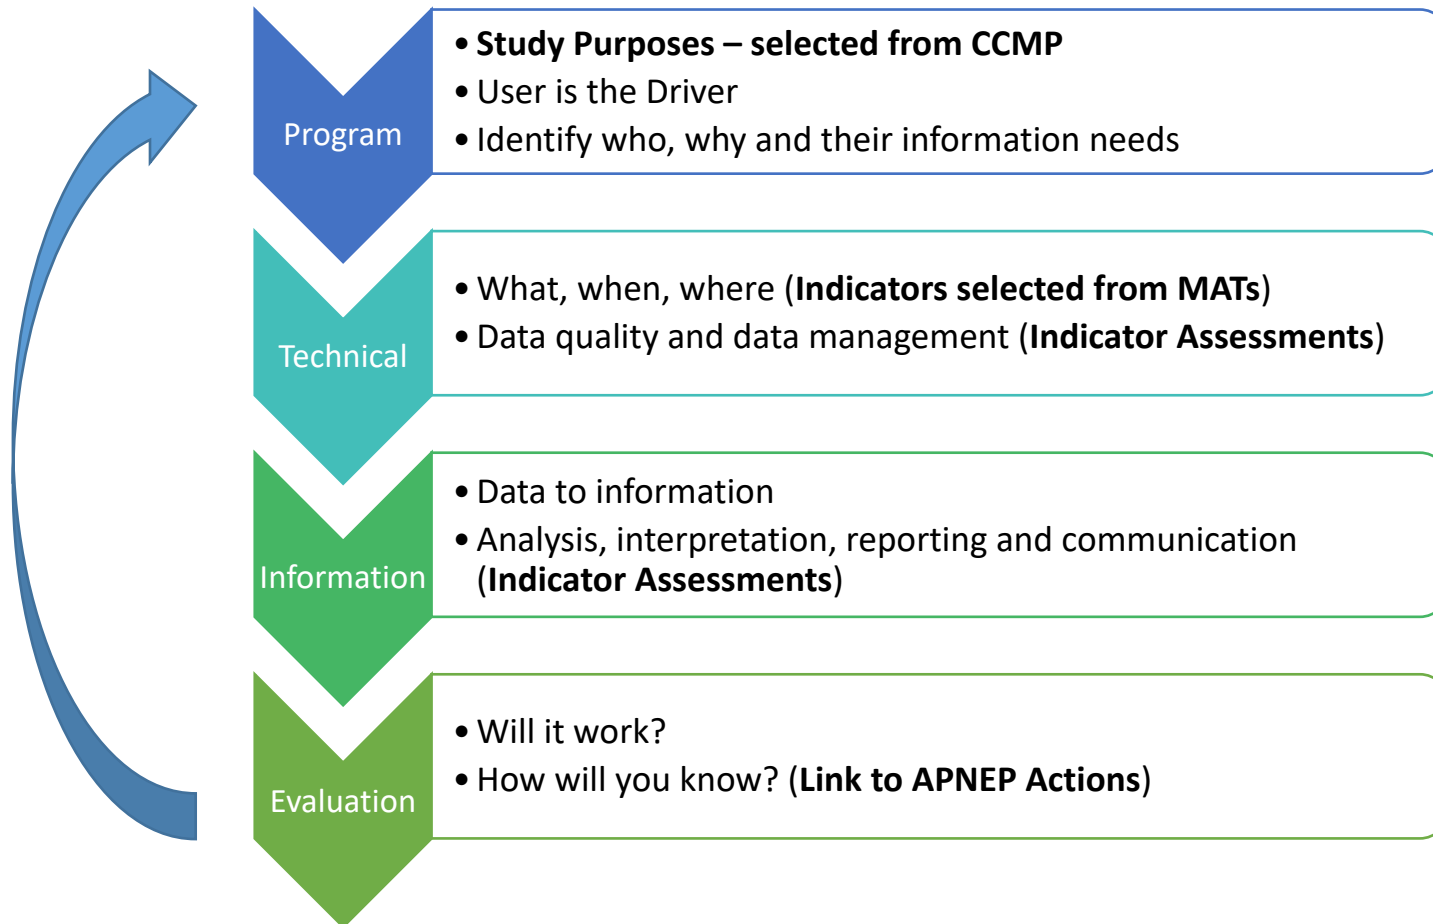 Program
• Study Purposes – selected from CCMP
• User is the Driver
• Identify who, why and their information needs
Technical
• What, when, where (Indicators selected from MATs)
• Data quality and data management (Indicator Assessments)
Information
• Data to information
• Analysis, interpretation, reporting and communication
(Indicator Assessments)
Evaluation
• Will it work?
• How will you know? (Link to APNEP Actions)